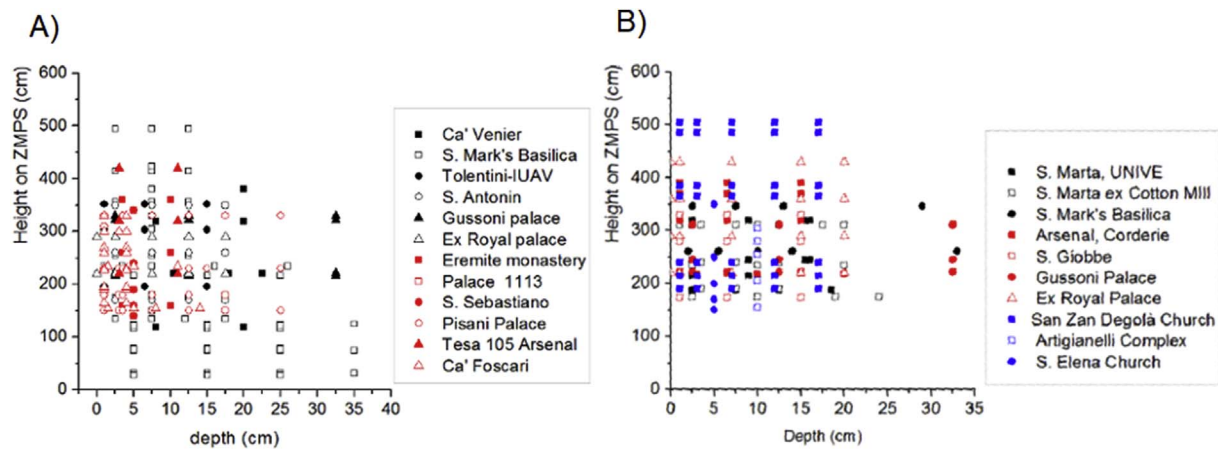 A)
Height on ZMPS (cm)
600
500
400
300
200
100
0
0 5 10 15 20 25 30 35 40
depth (cm)
Ca' Venier
S. Mark's Basilica
Tolentini-IUAV
S. Antonin
Gussoni palace
Ex Royal palace
Eremite monastery
Palace 1113
S. Sebastiano
Pisani Palace
Tesa 105 Arsenal
Ca' Foscari
B)
Height on ZMPS (cm)
600
500
400
300
200
100
0
0 5 10 15 20 25 30 35
Depth (cm)
S. Marta, UNIVE
S. Marta ex Cotton MIll
S. Mark's Basilica
Arsenal, Corderie
S. Giobbe
Gussoni Palace
Ex Royal Palace
San Zan Degolà Church
Artigianelli Complex
S. Elena Church